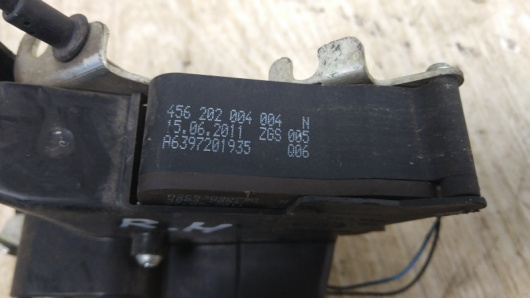 456 202 004 004 N
15.06.2011 ZGS 005
A6397201935 Q06
R.H